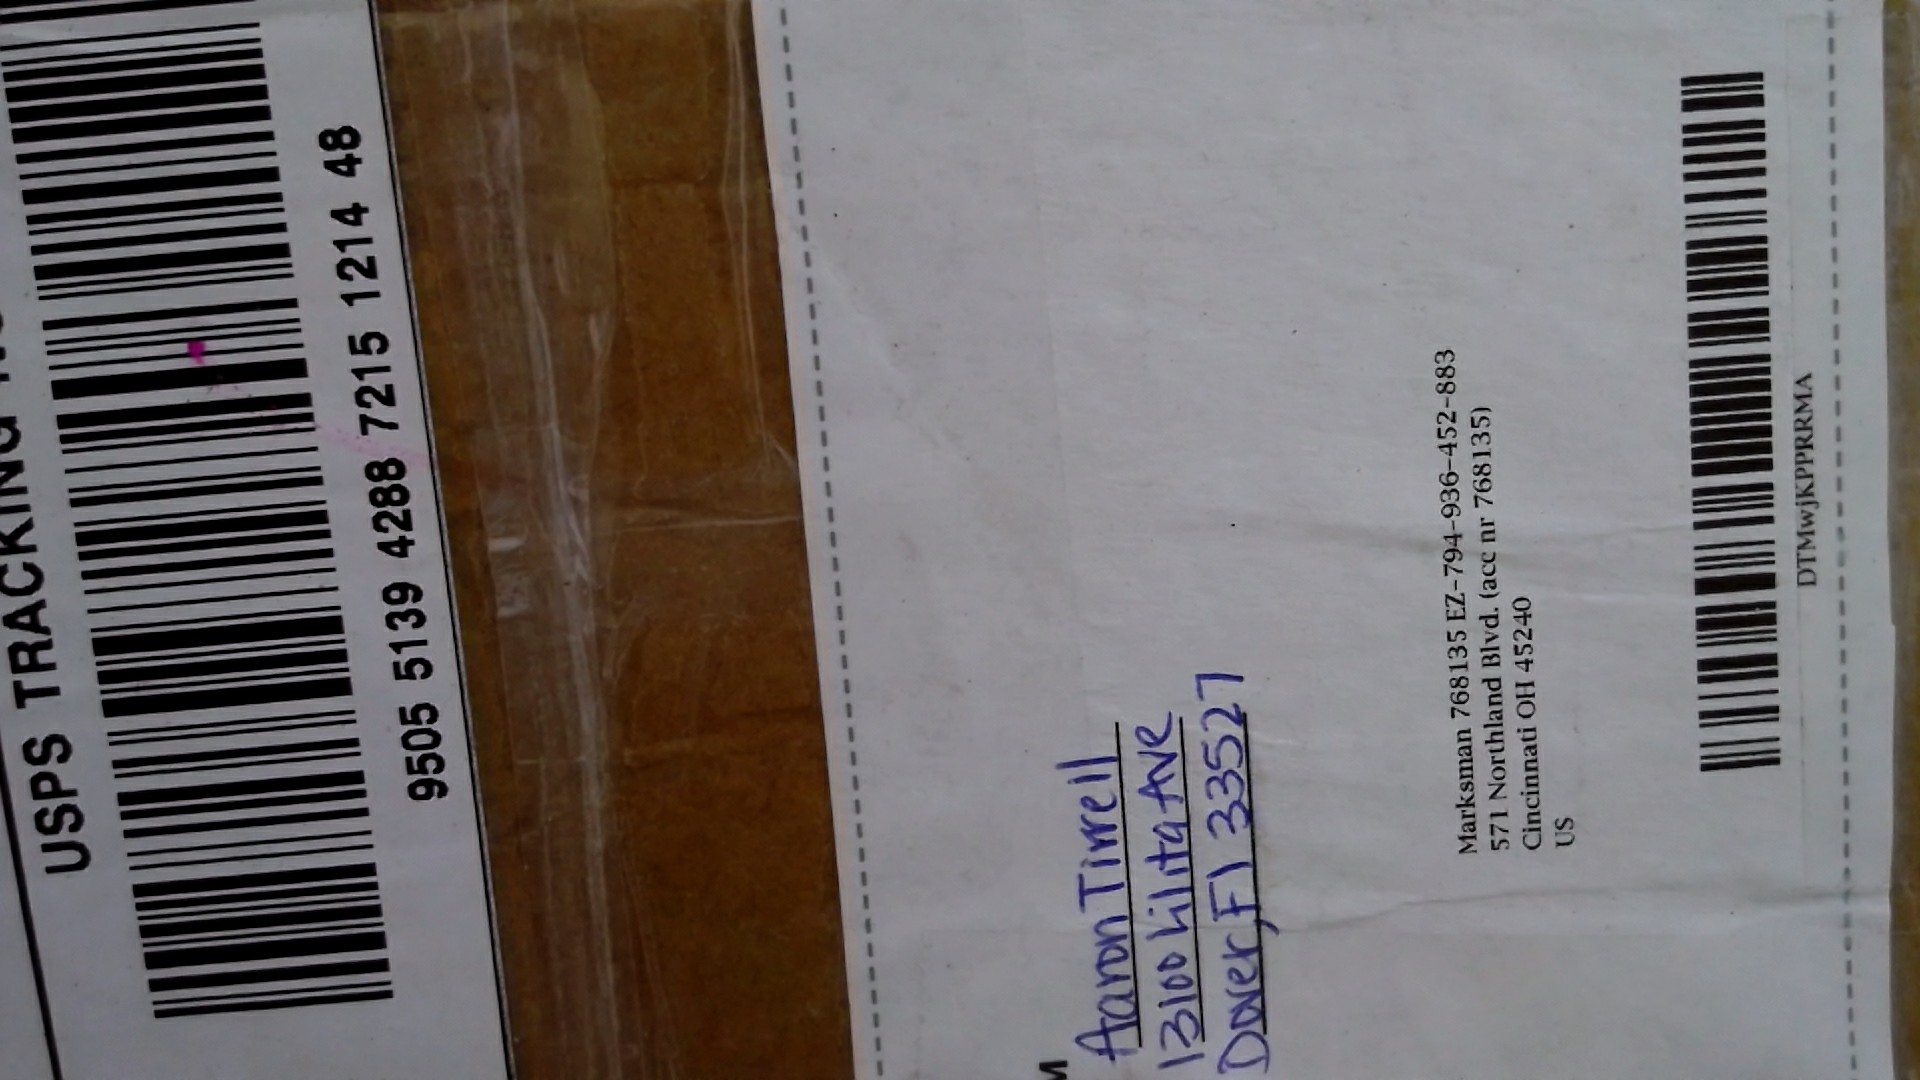 USPS TRACKING
9505 5139 4288 7215 1214 48
M
Aaron Tirrell
13100 Lilita Ave
Dover, Fl 33527
Marksman 768135 EZ-794-936-452-883
571 Northland Blvd. (acc nr 768135)
Cincinnati OH 45240
US
DTMwjKPPRRMA